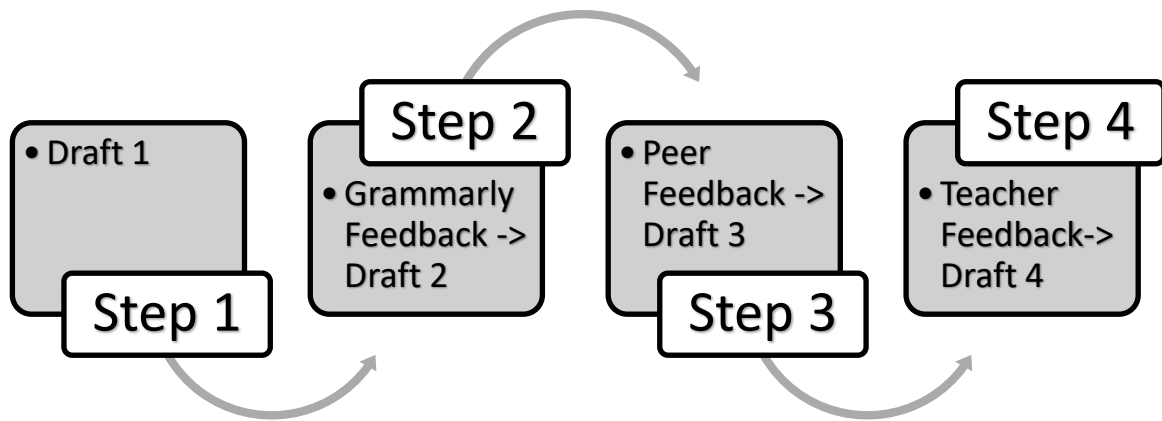 • Draft 1
Step 1
Step 2
• Grammarly
Feedback ->
Draft 2
• Peer
Feedback ->
Draft 3
Step 3
Step 4
• Teacher
Feedback->
Draft 4